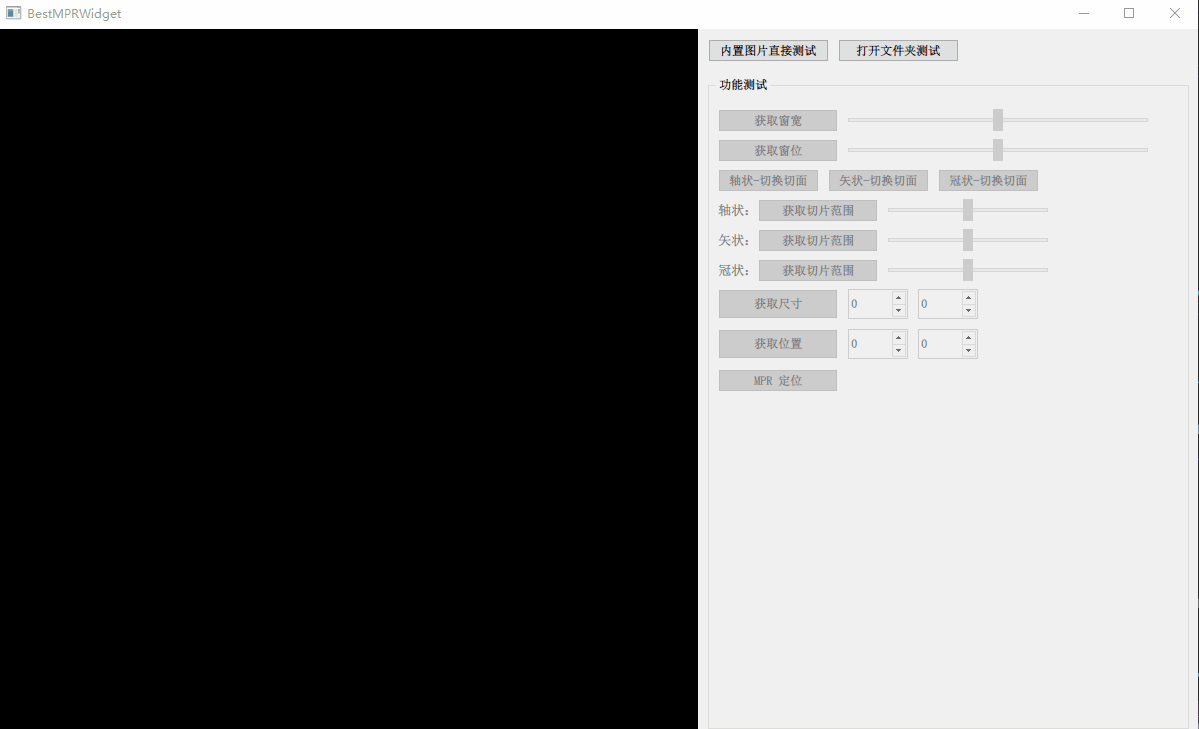 BestMPRWidget
内置图片直接测试 打开文件夹测试
功能测试
获取窗宽
获取窗位
轴状-切换切面 矢状-切换切面 冠状-切换切面
轴状： 获取切片范围
矢状： 获取切片范围
冠状： 获取切片范围
获取尺寸 0 0
获取位置 0 0
MPR 定位